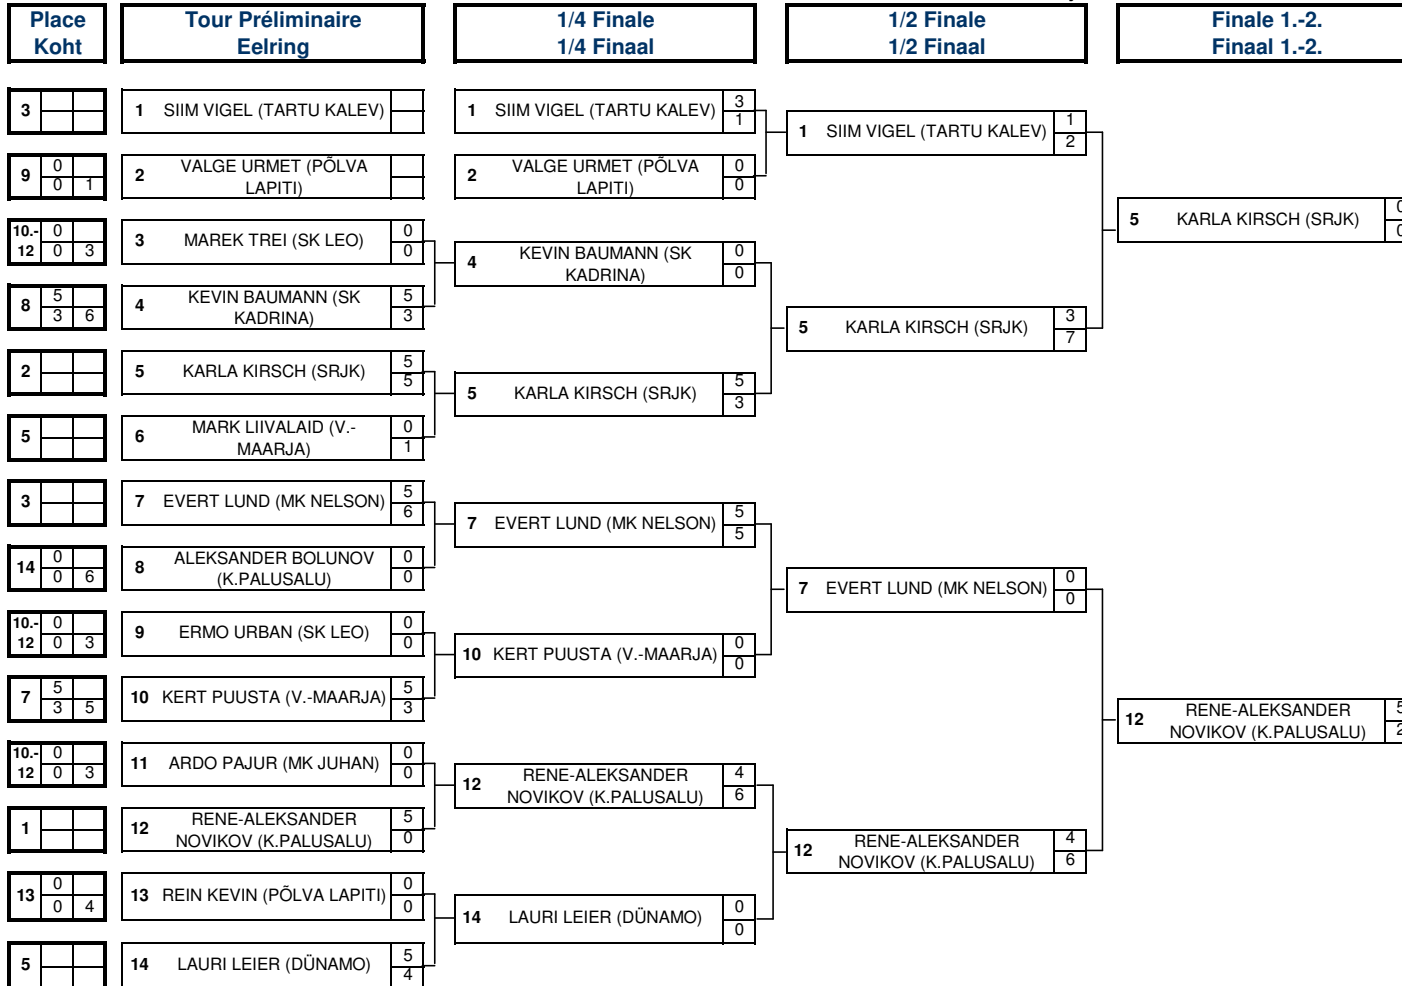 Place
Koht
Tour Préliminaire
Eelring
1/4 Finale
1/4 Finaal
1/2 Finale
1/2 Finaal
Finale 1.-2.
Finaal 1.-2.
3
1 SIIM VIGEL (TARTU KALEV)
9 0
0 1
2 VALGE URMET (PÕLVA
LAPITI)
10.- 0
12 0 3
3 MAREK TREI (SK LEO) 0
0
8 5
3 6
4 KEVIN BAUMANN (SK
KADRINA) 5
3
2
5 KARLA KIRSCH (SRJK) 5
5
5
6 MARK LIIVALAID (V.-
MAARJA) 0
1
3
7 EVERT LUND (MK NELSON) 5
6
14 0
0 6
8 ALEKSANDER BOLUNOV
(K.PALUSALU) 0
0
10.- 0
12 0 3
9 ERMO URBAN (SK LEO) 0
0
7 5
3 5
10 KERT PUUSTA (V.-MAARJA) 5
3
10.- 0
12 0 3
11 ARDO PAJUR (MK JUHAN) 0
0
1
12 RENE-ALEKSANDER
NOVIKOV (K.PALUSALU) 5
0
13 0
0 4
13 REIN KEVIN (PÕLVA LAPITI) 0
0
5
14 LAURI LEIER (DÜNAMO) 5
4
1 SIIM VIGEL (TARTU KALEV) 3
1
2 VALGE URMET (PÕLVA
LAPITI) 0
0
4 KEVIN BAUMANN (SK
KADRINA) 0
0
5 KARLA KIRSCH (SRJK) 5
3
7 EVERT LUND (MK NELSON) 5
5
10 KERT PUUSTA (V.-MAARJA) 0
0
12 RENE-ALEKSANDER
NOVIKOV (K.PALUSALU) 4
6
14 LAURI LEIER (DÜNAMO) 0
0
1 SIIM VIGEL (TARTU KALEV) 1
2
5 KARLA KIRSCH (SRJK) 3
7
7 EVERT LUND (MK NELSON) 0
0
12 RENE-ALEKSANDER
NOVIKOV (K.PALUSALU) 4
6
5 KARLA KIRSCH (SRJK) 0
0
12 RENE-ALEKSANDER
NOVIKOV (K.PALUSALU) 5
2